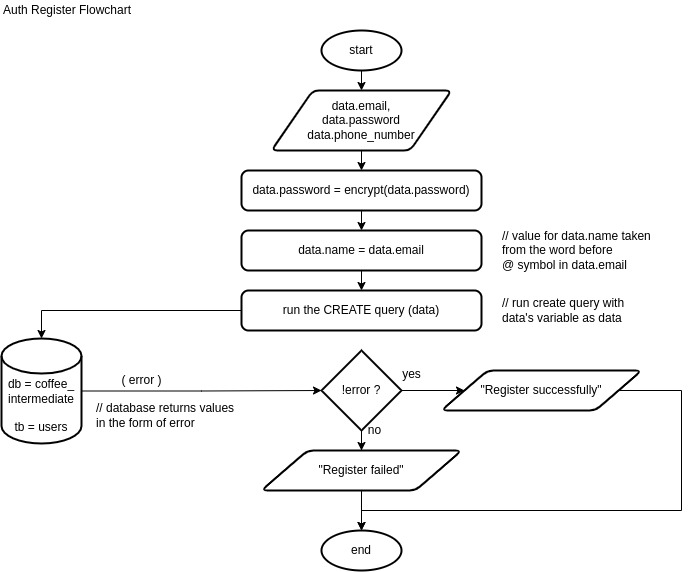 Auth Register Flowchart
start
data.email,
data.password
data.phone_number
data.password = encrypt(data.password)
data.name = data.email
// value for data.name taken
from the word before
@ symbol in data.email
run the CREATE query (data)
// run create query with
data's variable as data
db = coffee_
intermediate
tb = users
( error )
// database returns values
in the form of error
!error ?
yes
"Register successfully"
no
"Register failed"
end